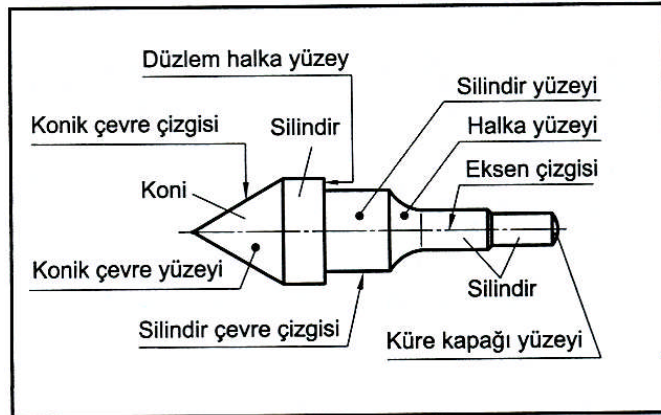 Düzlem halka yüzey
Silindir yüzeyi
Konik çevre çizgisi
Silindir
Halka yüzeyi
Eksen çizgisi
Koni
Konik çevre yüzeyi
Silindir
Silindir çevre çizgisi
Küre kapağı yüzeyi